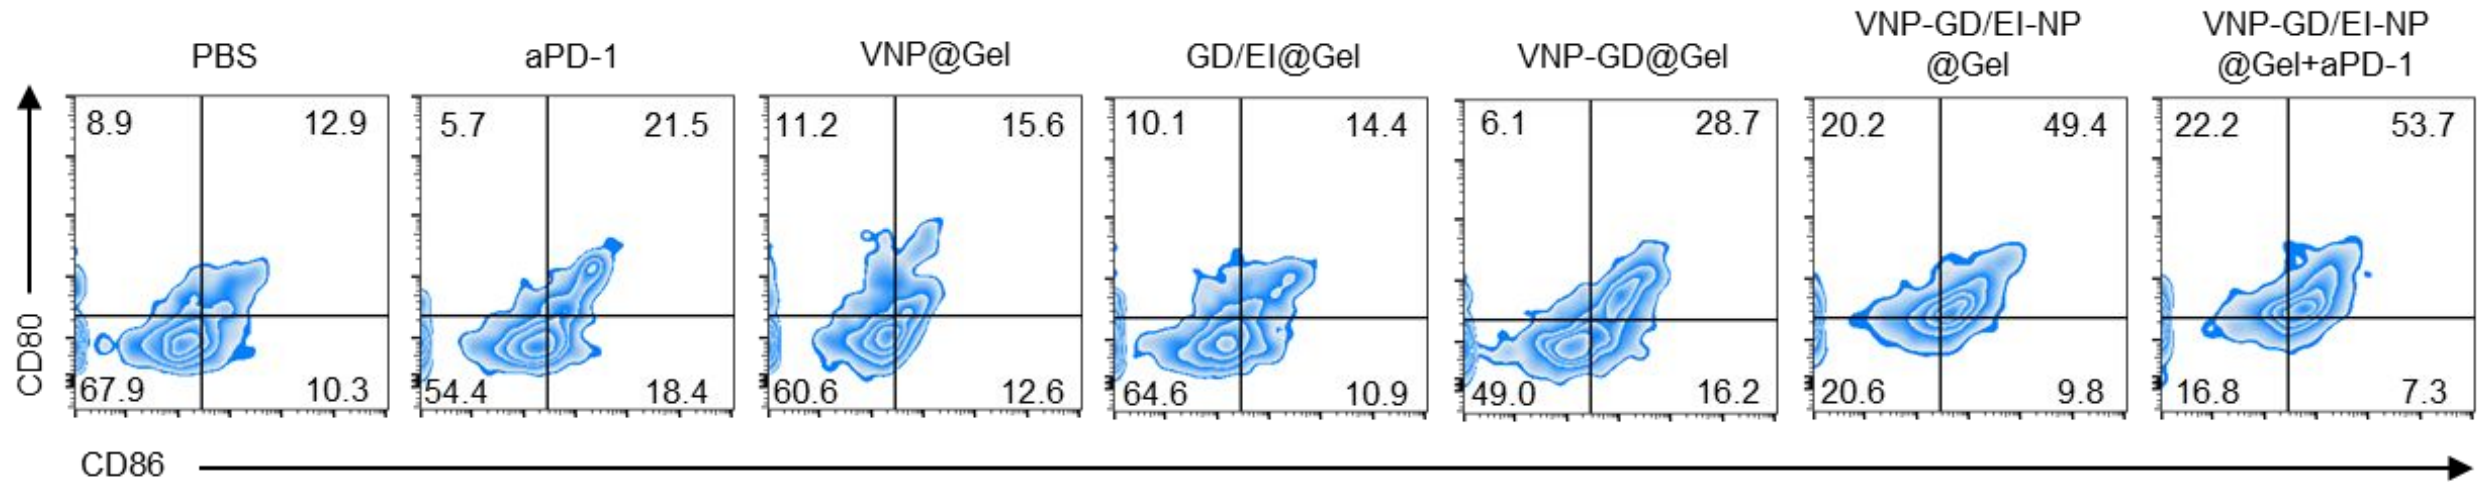 PBS
aPD-1
VNP@Gel
GD/EI@Gel
VNP-GD@Gel
VNP-GD/EI-NP
@Gel
VNP-GD/EI-NP
@Gel+aPD-1
8.9 12.9
5.7 21.5
11.2 15.6
10.1 14.4
6.1 28.7
20.2 49.4
22.2 53.7
CD80
67.9 10.3
54.4 18.4
60.6 12.6
64.6 10.9
49.0 16.2
20.6 9.8
16.8 7.3
CD86